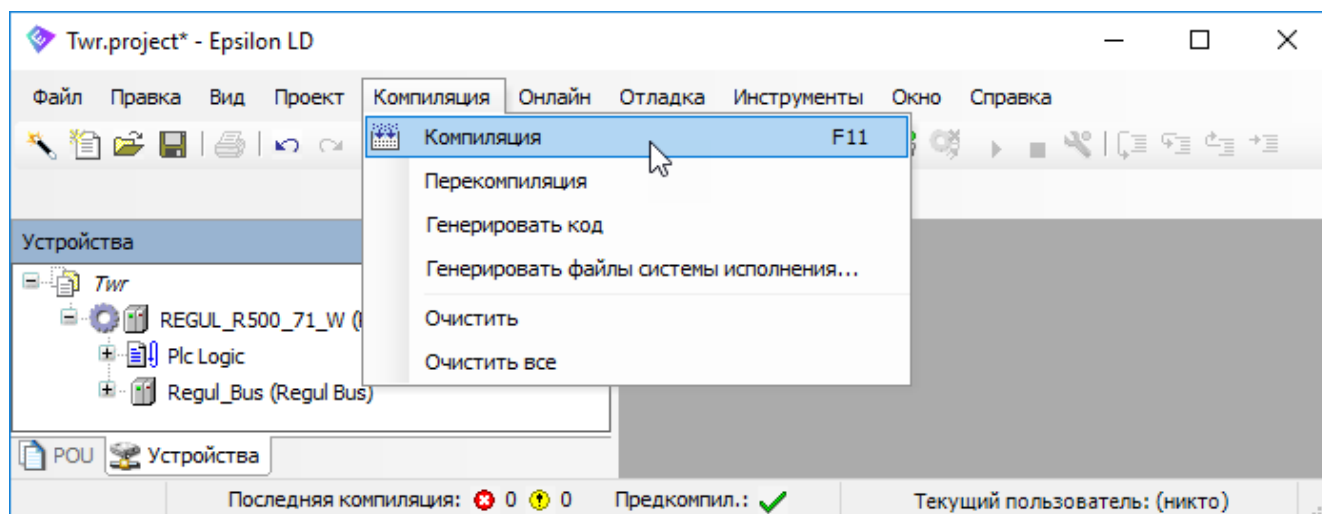 Twr.project* - Epsilon LD
Файл Правка Вид Проект Компиляция Онлайн Отладка Инструменты Окно Справка
Компиляция F11
Перекомпиляция
Генерировать код
Генерировать файлы системы исполнения...
Очистить
Очистить все
Устройства
Twr
REGUL_R500_71_W (
Plc Logic
Regul_Bus (Regul Bus)
POU Устройства
Последняя компиляция: 0 0 Предкомпил.: Текущий пользователь: (никто)